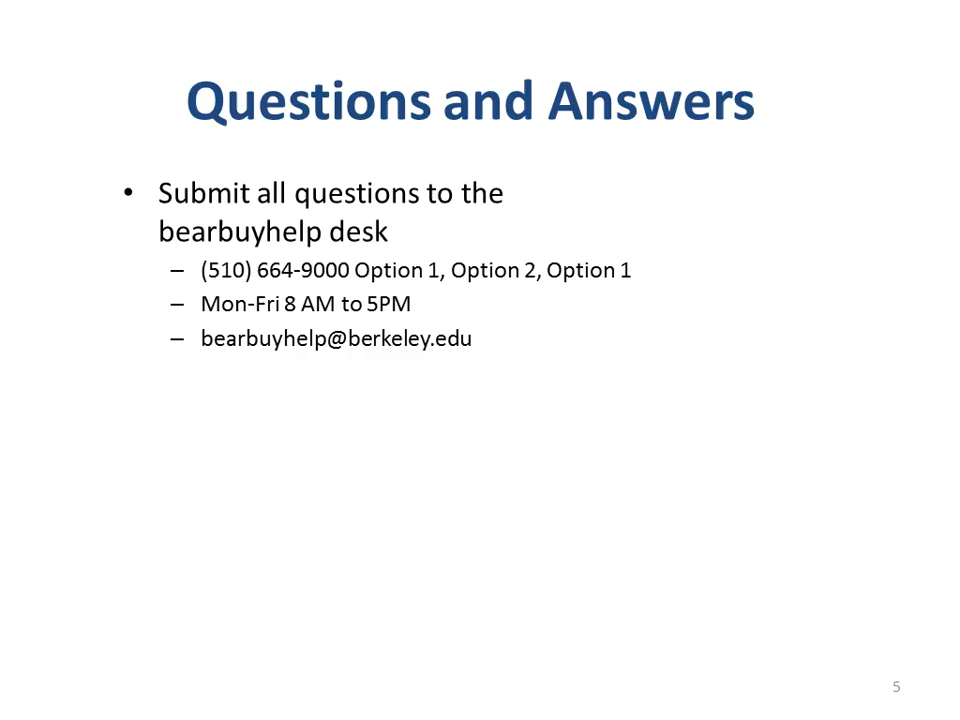 Questions and Answers
• Submit all questions to the
bearbuyhelp desk
– (510) 664-9000 Option 1, Option 2, Option 1
– Mon-Fri 8 AM to 5PM
– bearbuyhelp@berkeley.edu
5